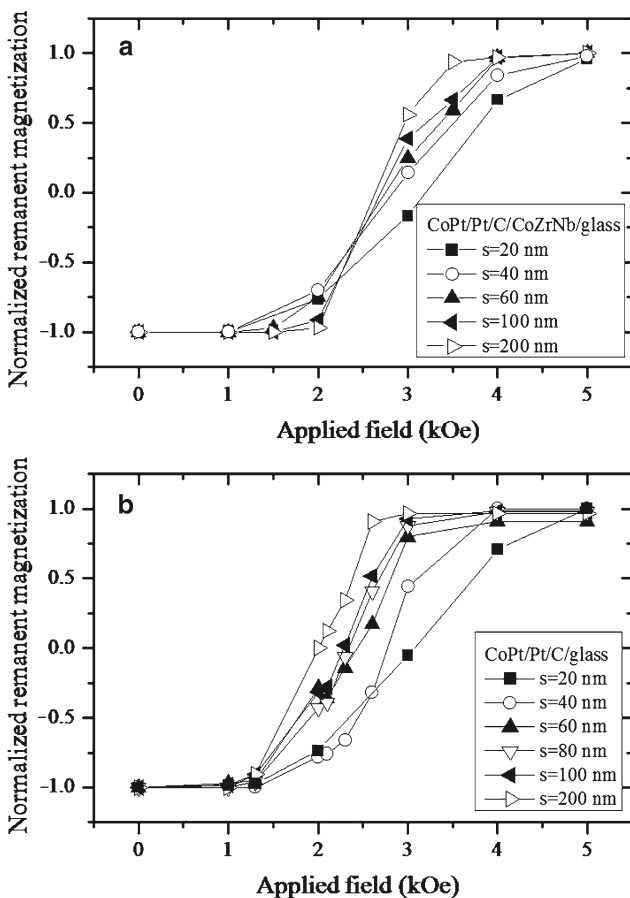 a
Normalized remanent magnetization
1.0
0.5
0.0
-0.5
-1.0
CoPt/Pt/C/CoZrNb/glass
s=20 nm
s=40 nm
s=60 nm
s=100 nm
s=200 nm
0 1 2 3 4 5
Applied field (kOe)
b
Normalized remanent magnetization
1.0
0.5
0.0
-0.5
-1.0
CoPt/Pt/C/glass
s=20 nm
s=40 nm
s=60 nm
s=80 nm
s=100 nm
s=200 nm
0 1 2 3 4 5
Applied field (kOe)